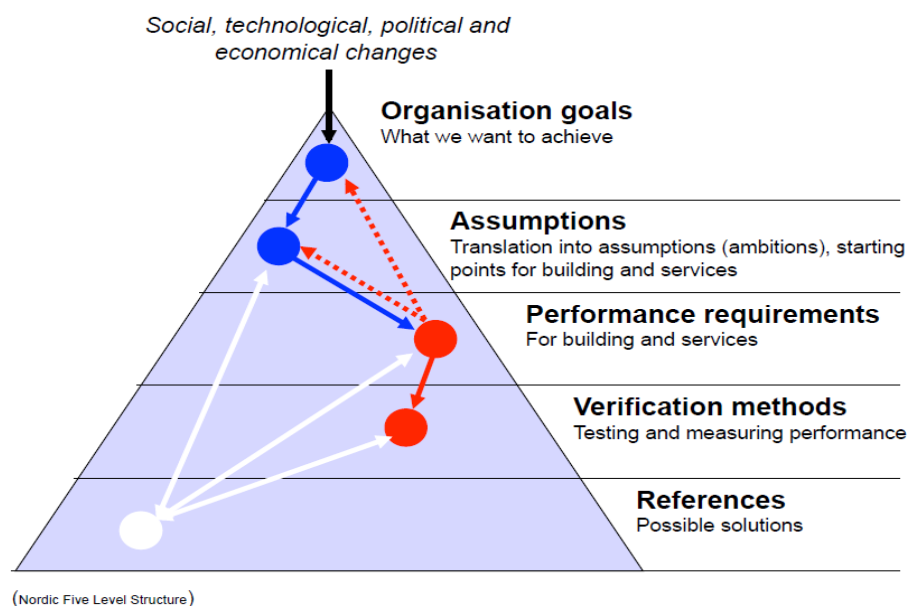 Social, technological, political and
economical changes
Organisation goals
What we want to achieve
Assumptions
Translation into assumptions (ambitions), starting
points for building and services
Performance requirements
For building and services
Verification methods
Testing and measuring performance
References
Possible solutions
(Nordic Five Level Structure)